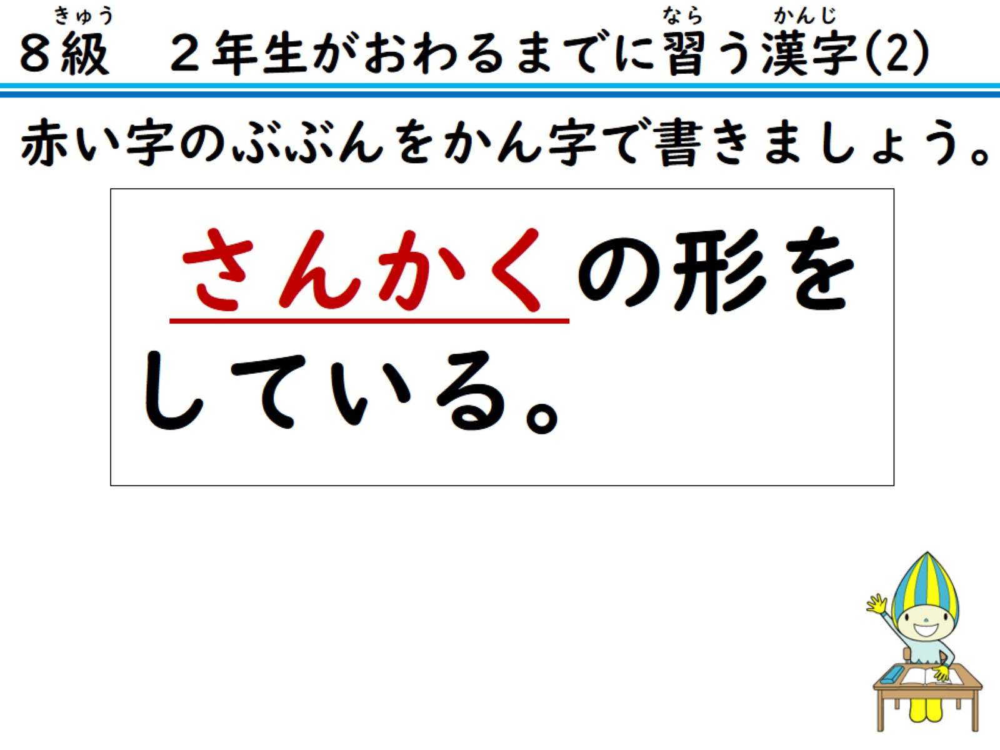 きゅう なら かんじ
８級　２年生がおわるまでに習う漢字(2)
赤い字のぶぶんをかん字で書きましょう。
さんかくの形を
している。